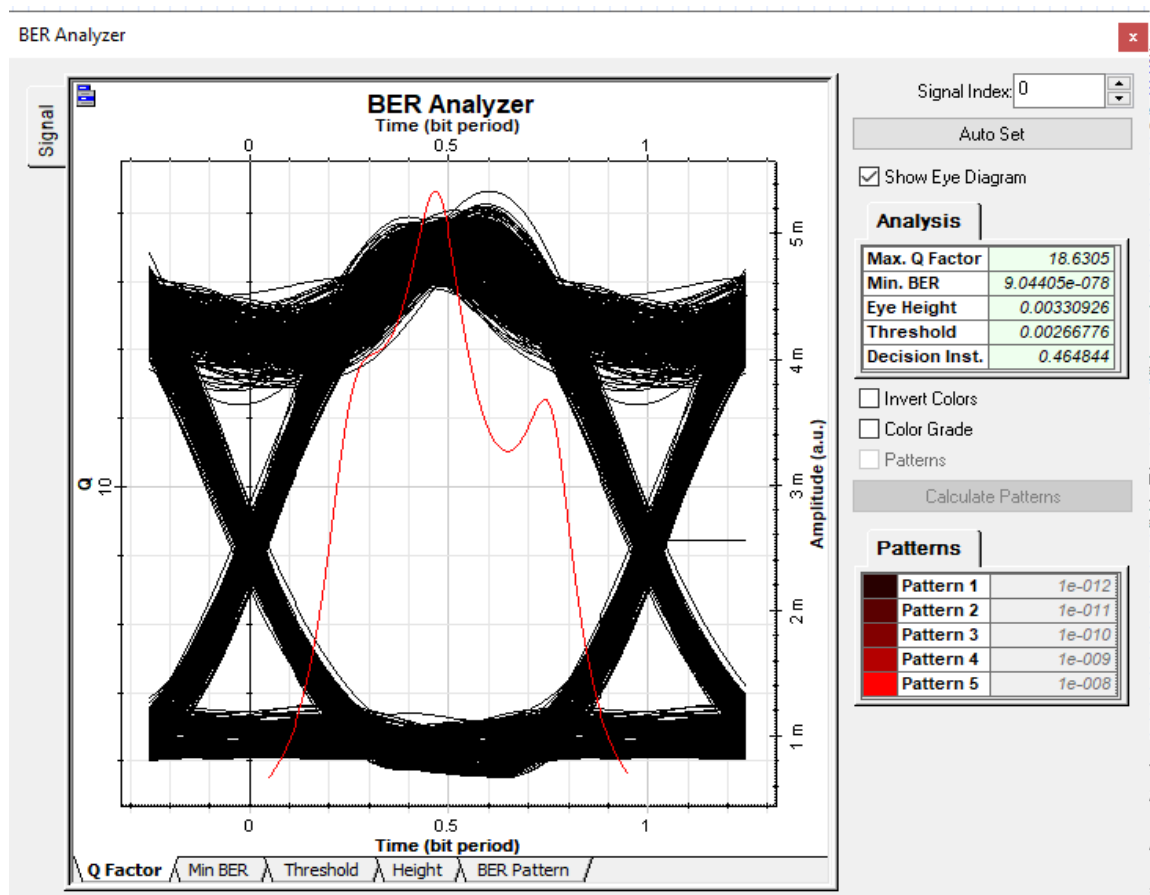 BER Analyzer
x
Signal
BER Analyzer
Time (bit period)
0 0.5 1
Q
10
5 m
4 m
3 m
2 m
1 m
Amplitude (a.u.)
0 0.5 1
Time (bit period)
Q Factor Min BER Threshold Height BER Pattern
Signal Index: 0
Auto Set
Show Eye Diagram
Analysis
Max. Q Factor 18.6305
Min. BER 9.04405e-078
Eye Height 0.00330926
Threshold 0.00266776
Decision Inst. 0.464844
Invert Colors
Color Grade
Patterns
Calculate Patterns
Patterns
Pattern 1 1e-012
Pattern 2 1e-011
Pattern 3 1e-010
Pattern 4 1e-009
Pattern 5 1e-008